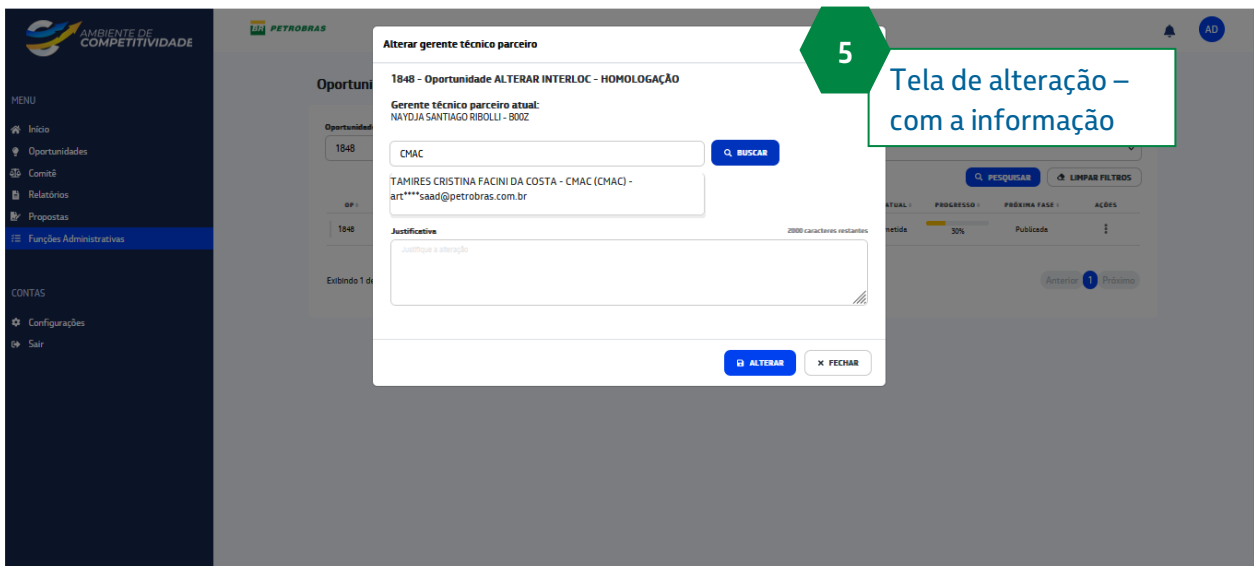 AMBIENTE DE
COMPETITIVIDADE
BR PETROBRAS
AD
MENU
Início
Oportunidades
Comitê
Relatórios
Propostas
Funções Administrativas
CONTAS
Configurações
Sair
Oportuni
Oportunidad
1848
PESQUISAR
LIMPAR FILTROS
OP
ATUAL
PROGRESSO
PRÓXIMA FASE
AÇÕES
1848
metida
30%
Publicada
Exibindo 1 de
Anterior 1 Próximo
Alterar gerente técnico parceiro
1848 - Oportunidade ALTERAR INTERLOC - HOMOLOGAÇÃO
Gerente técnico parceiro atual:
NAYDJA SANTIAGO RIBOLLI - B00Z
CMAC
BUSCAR
TAMIRES CRISTINA FACINI DA COSTA - CMAC (CMAC) -
art****saad@petrobras.com.br
Justificativa
2000 caracteres restantes
Justifique a alteração
ALTERAR
× FECHAR
5
Tela de alteração –
com a informação